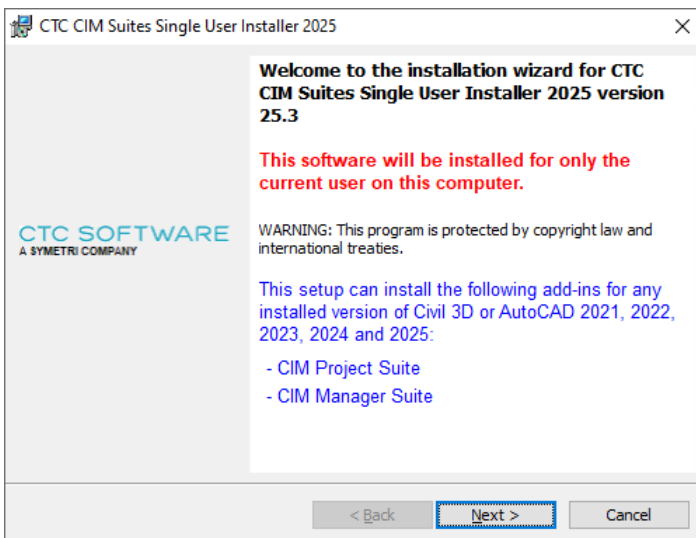 CTC CIM Suites Single User Installer 2025
Welcome to the installation wizard for CTC
CIM Suites Single User Installer 2025 version
25.3
This software will be installed for only the
current user on this computer.
CTC SOFTWARE
A SYMETRI COMPANY
WARNING: This program is protected by copyright law and
international treaties.
This setup can install the following add-ins for any
installed version of Civil 3D or AutoCAD 2021, 2022,
2023, 2024 and 2025:
- CIM Project Suite
- CIM Manager Suite
< Back
Next >
Cancel